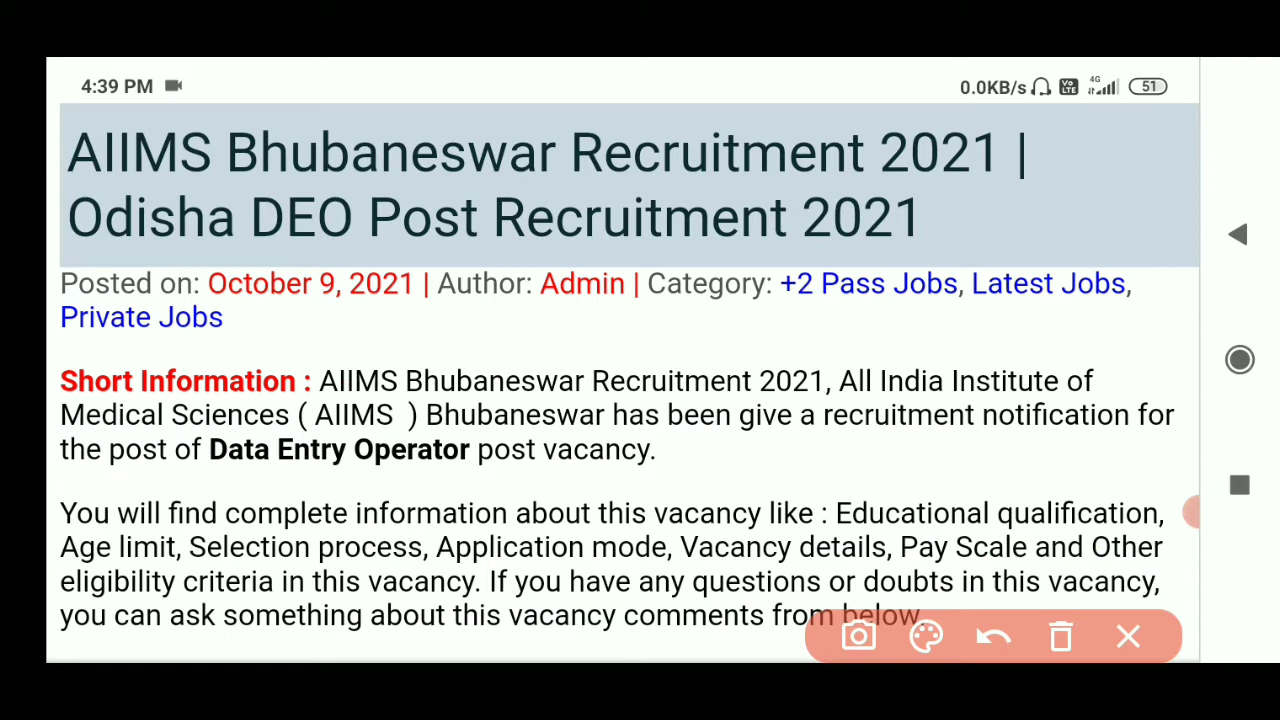 4:39 PM
0.0KB/s Vo LTE 4G 51
AIIMS Bhubaneswar Recruitment 2021 |
Odisha DEO Post Recruitment 2021
Posted on: October 9, 2021 | Author: Admin | Category: +2 Pass Jobs, Latest Jobs,
Private Jobs
Short Information : AIIMS Bhubaneswar Recruitment 2021, All India Institute of
Medical Sciences ( AIIMS  ) Bhubaneswar has been give a recruitment notification for
the post of Data Entry Operator post vacancy.
You will find complete information about this vacancy like : Educational qualification,
Age limit, Selection process, Application mode, Vacancy details, Pay Scale and Other
eligibility criteria in this vacancy. If you have any questions or doubts in this vacancy,
you can ask something about this vacancy comments from below